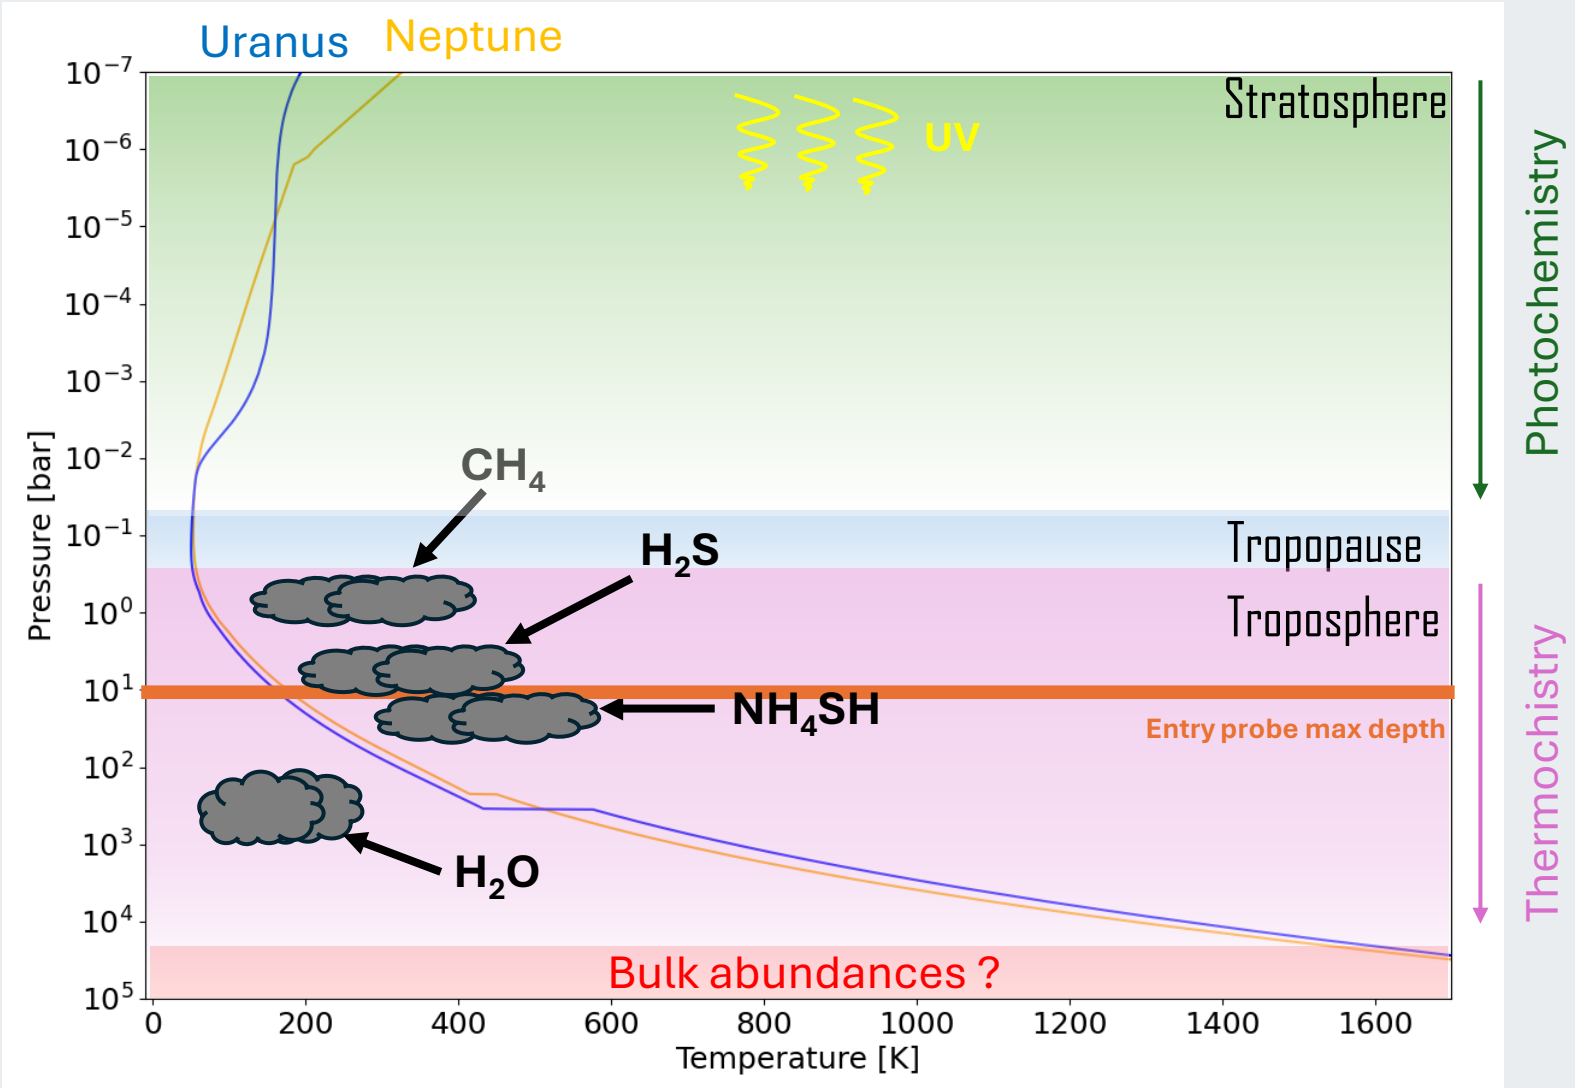 Uranus Neptune
10⁻⁷
10⁻⁶
10⁻⁵
10⁻⁴
10⁻³
10⁻²
10⁻¹
10⁰
10¹
10²
10³
10⁴
10⁵
Pressure [bar]
Stratosphere
UV
CH₄
H₂S
Tropopause
Troposphere
NH₄SH
Entry probe max depth
H₂O
Bulk abundances ?
0 200 400 600 800 1000 1200 1400 1600
Temperature [K]
Photochemistry
Thermochistry